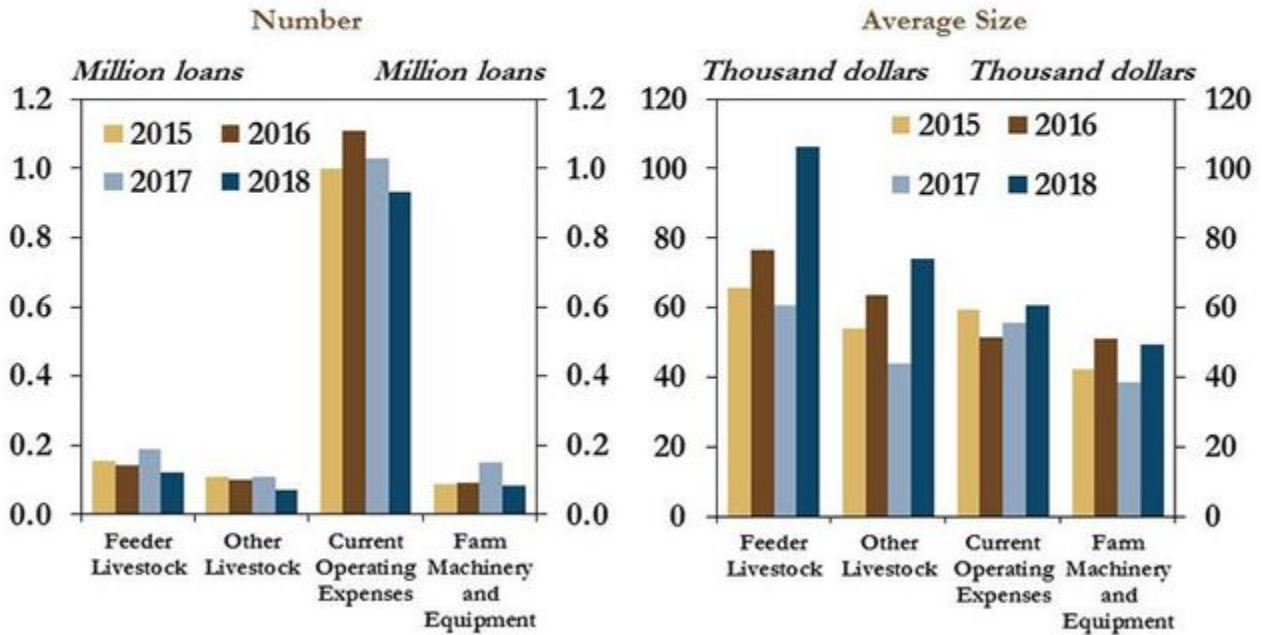 Number
Million loans
Million loans
1.2
1.0
0.8
0.6
0.4
0.2
0.0
2015
2016
2017
2018
1.2
1.0
0.8
0.6
0.4
0.2
0.0
Feeder
Livestock
Other
Livestock
Current
Operating
Expenses
Farm
Machinery
and
Equipment
Average Size
Thousand dollars
Thousand dollars
120
100
80
60
40
20
0
2015
2016
2017
2018
120
100
80
60
40
20
0
Feeder
Livestock
Other
Livestock
Current
Operating
Expenses
Farm
Machinery
and
Equipment